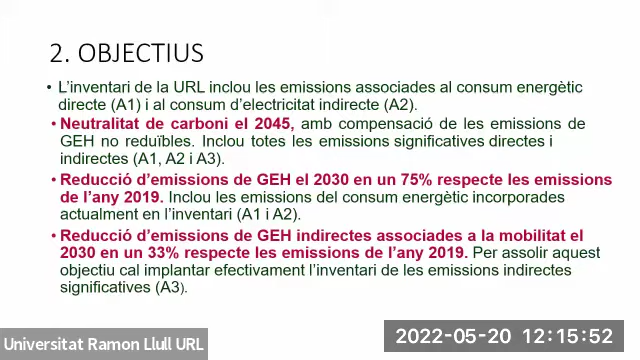 2. OBJECTIUS
• L’inventari de la URL inclou les emissions associades al consum energètic
directe (A1) i al consum d’electricitat indirecte (A2).
• Neutralitat de carboni el 2045, amb compensació de les emissions de
GEH no reduïbles. Inclou totes les emissions significatives directes i
indirectes (A1, A2 i A3).
• Reducció d’emissions de GEH el 2030 en un 75% respecte les emissions
de l’any 2019. Inclou les emissions del consum energètic incorporades
actualment en l’inventari (A1 i A2).
• Reducció d’emissions de GEH indirectes associades a la mobilitat el
2030 en un 33% respecte les emissions de l’any 2019. Per assolir aquest
objectiu cal implantar efectivament l’inventari de les emissions indirectes
significatives (A3).
Universitat Ramon Llull URL
2022-05-20 12:15:52